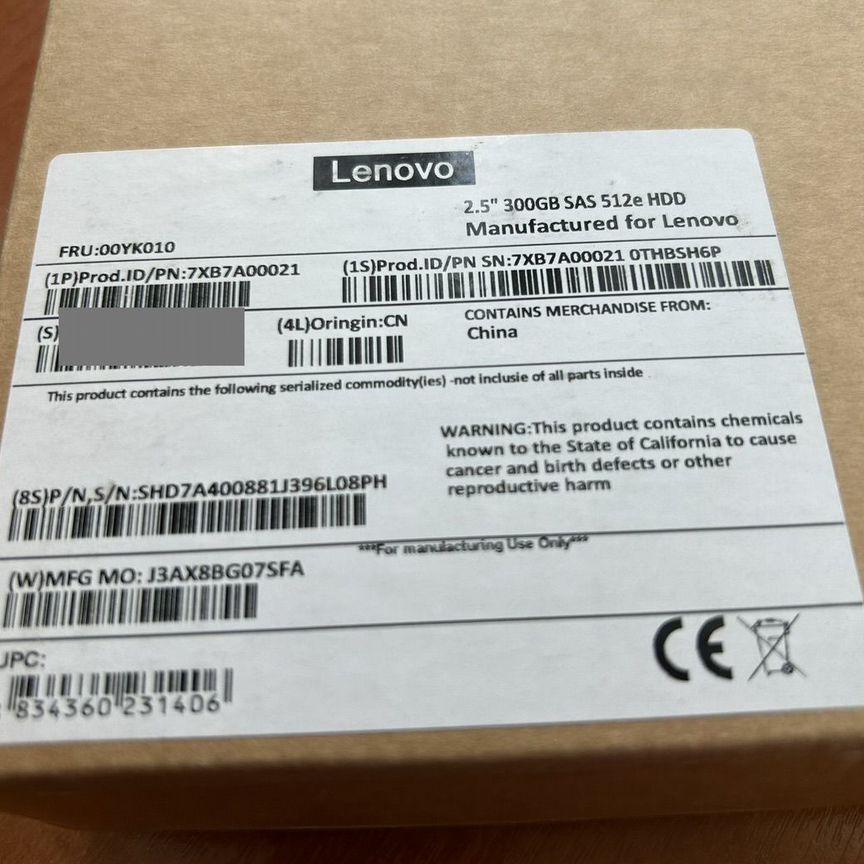 Lenovo
2.5" 300GB SAS 512e HDD
Manufactured for Lenovo
FRU:00YK010
(1P)Prod.ID/PN:7XB7A00021
(1S)Prod.ID/PN SN:7XB7A00021 0THBSH6P
(S)
(4L)Oringin:CN
CONTAINS MERCHANDISE FROM:
China
This product contains the following serialized commodity(ies) -not inclusie of all parts inside
WARNING:This product contains chemicals
known to the State of California to cause
cancer and birth defects or other
reproductive harm
(8S)P/N,S/N:SHD7A400881J396L08PH
***For manulacturing Use Only***
(W)MFG MO: J3AX8BG07SFA
UPC:
834360 231406
CE